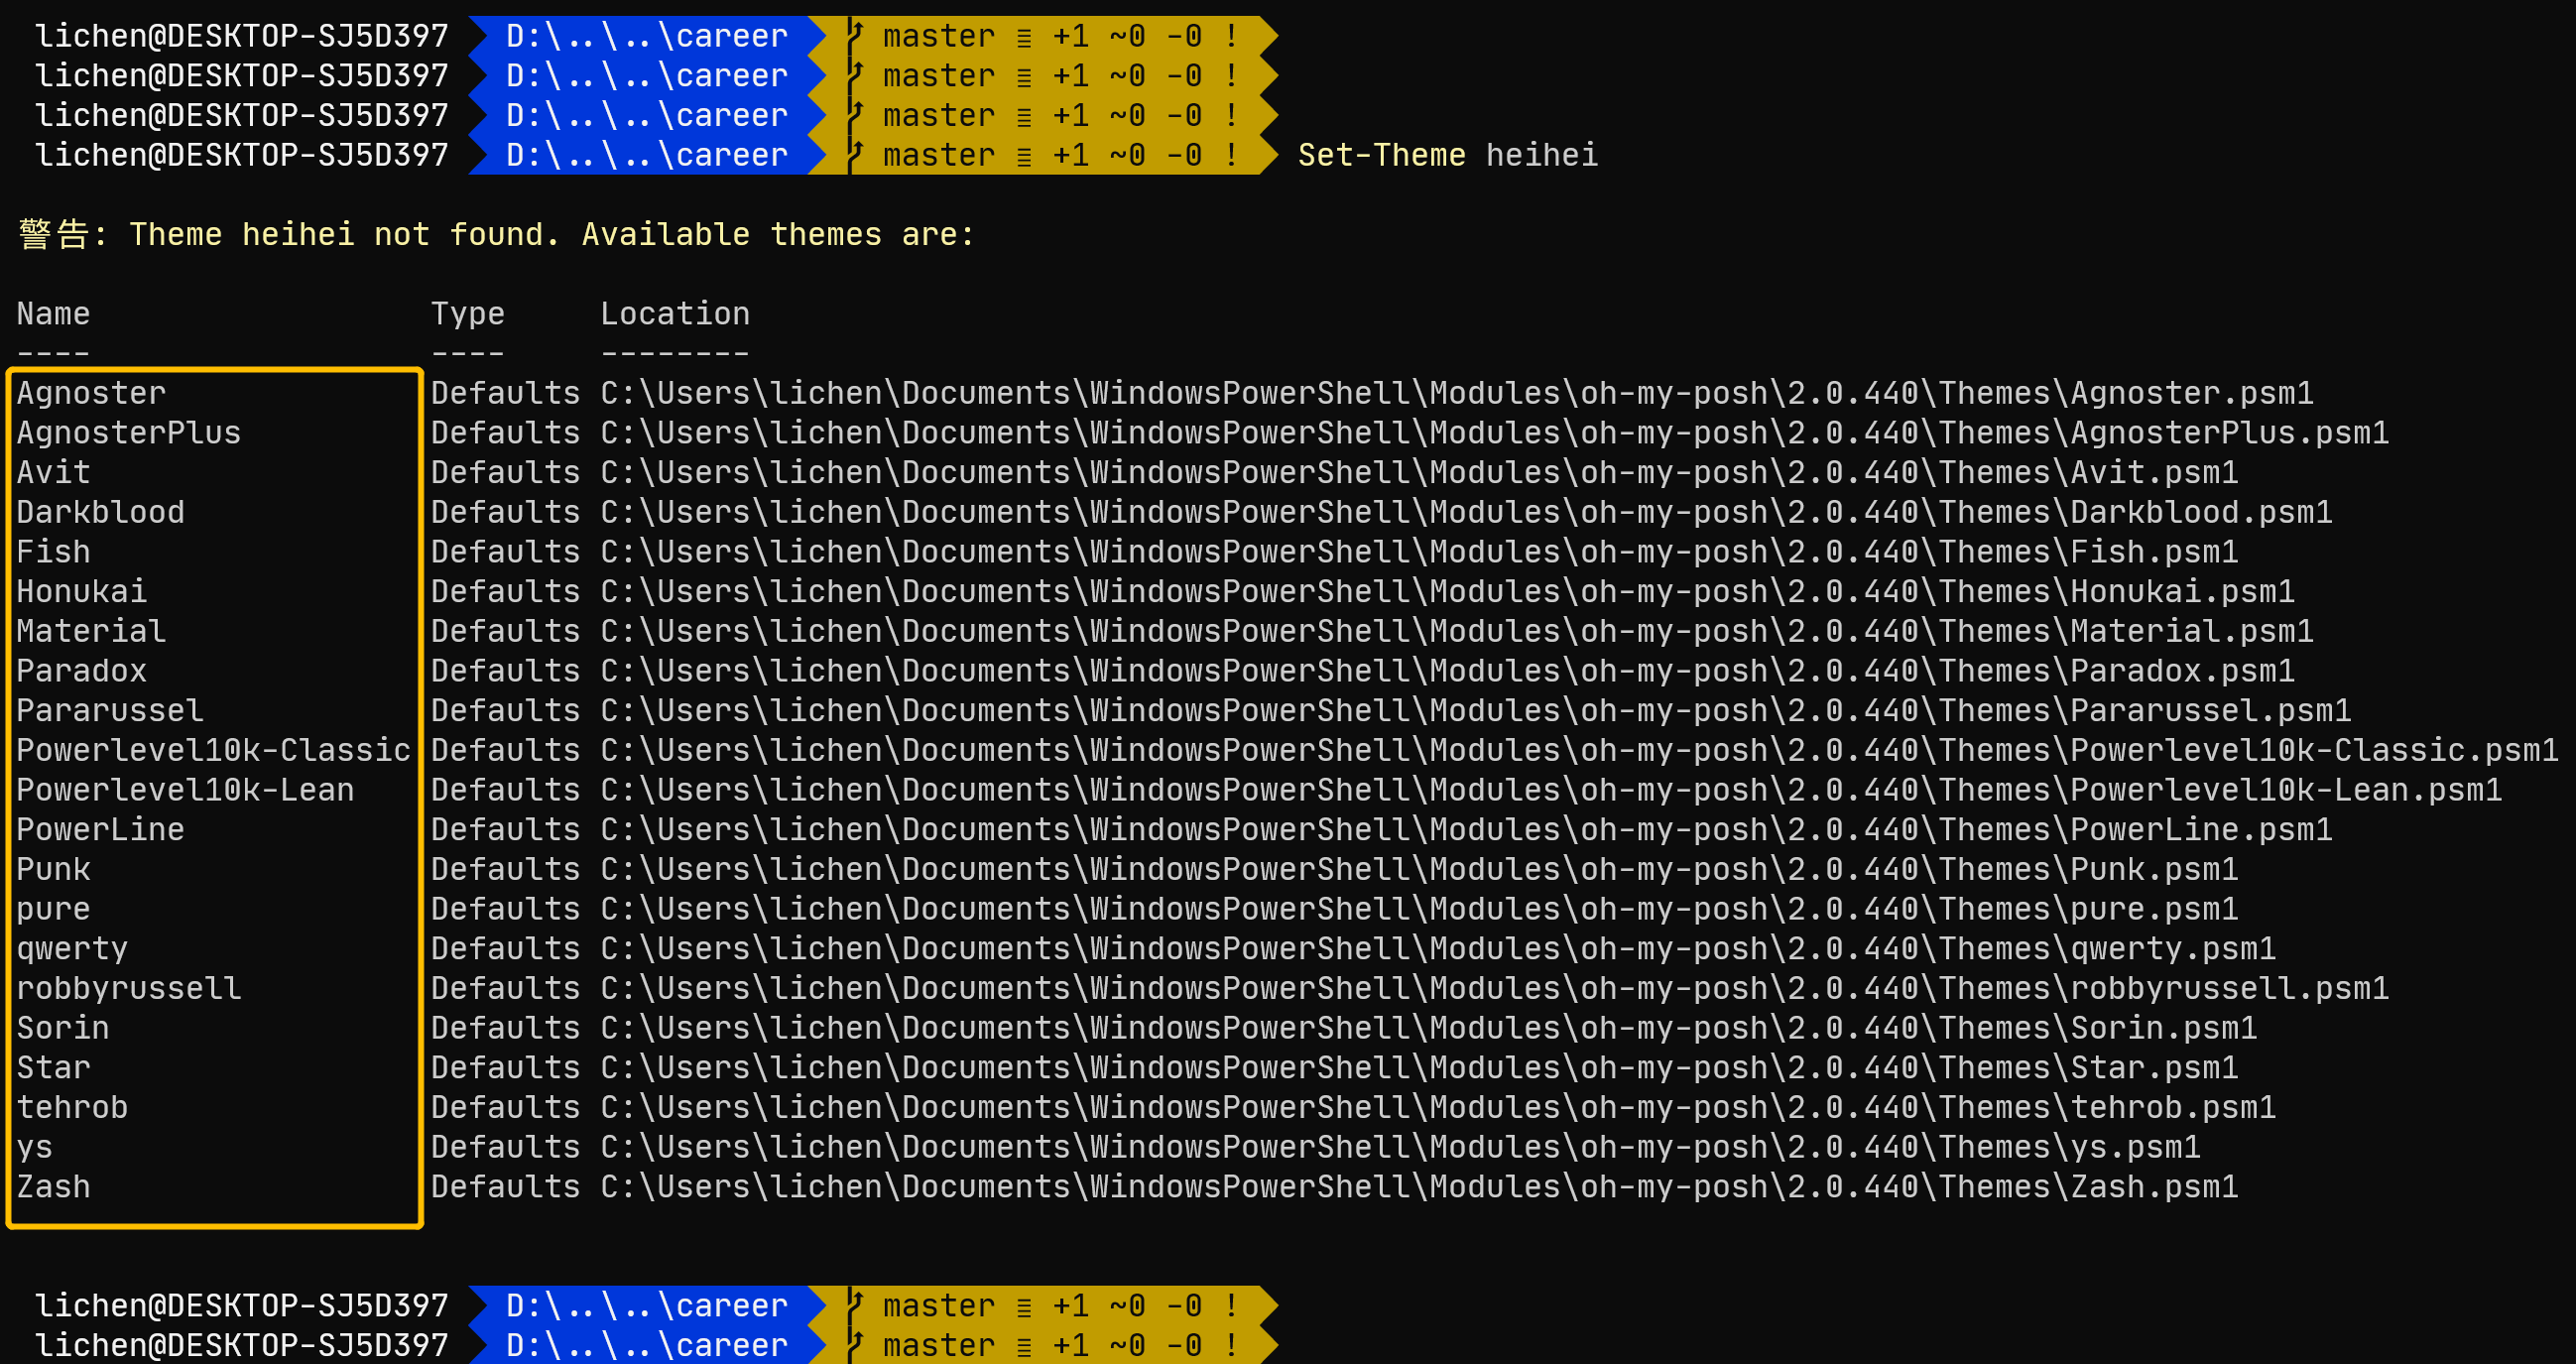 lichen@DESKTOP-SJ5D397 D:\..\..\career master ≡ +1 ~0 -0 !
lichen@DESKTOP-SJ5D397 D:\..\..\career master ≡ +1 ~0 -0 !
lichen@DESKTOP-SJ5D397 D:\..\..\career master ≡ +1 ~0 -0 !
lichen@DESKTOP-SJ5D397 D:\..\..\career master ≡ +1 ~0 -0 ! Set-Theme heihei
警告: Theme heihei not found. Available themes are:
Name Type Location
---- ---- --------
Agnoster Defaults C:\Users\lichen\Documents\WindowsPowerShell\Modules\oh-my-posh\2.0.440\Themes\Agnoster.psm1
AgnosterPlus Defaults C:\Users\lichen\Documents\WindowsPowerShell\Modules\oh-my-posh\2.0.440\Themes\AgnosterPlus.psm1
Avit Defaults C:\Users\lichen\Documents\WindowsPowerShell\Modules\oh-my-posh\2.0.440\Themes\Avit.psm1
Darkblood Defaults C:\Users\lichen\Documents\WindowsPowerShell\Modules\oh-my-posh\2.0.440\Themes\Darkblood.psm1
Fish Defaults C:\Users\lichen\Documents\WindowsPowerShell\Modules\oh-my-posh\2.0.440\Themes\Fish.psm1
Honukai Defaults C:\Users\lichen\Documents\WindowsPowerShell\Modules\oh-my-posh\2.0.440\Themes\Honukai.psm1
Material Defaults C:\Users\lichen\Documents\WindowsPowerShell\Modules\oh-my-posh\2.0.440\Themes\Material.psm1
Paradox Defaults C:\Users\lichen\Documents\WindowsPowerShell\Modules\oh-my-posh\2.0.440\Themes\Paradox.psm1
Pararussel Defaults C:\Users\lichen\Documents\WindowsPowerShell\Modules\oh-my-posh\2.0.440\Themes\Pararussel.psm1
Powerlevel10k-Classic Defaults C:\Users\lichen\Documents\WindowsPowerShell\Modules\oh-my-posh\2.0.440\Themes\Powerlevel10k-Classic.psm1
Powerlevel10k-Lean Defaults C:\Users\lichen\Documents\WindowsPowerShell\Modules\oh-my-posh\2.0.440\Themes\Powerlevel10k-Lean.psm1
PowerLine Defaults C:\Users\lichen\Documents\WindowsPowerShell\Modules\oh-my-posh\2.0.440\Themes\PowerLine.psm1
Punk Defaults C:\Users\lichen\Documents\WindowsPowerShell\Modules\oh-my-posh\2.0.440\Themes\Punk.psm1
pure Defaults C:\Users\lichen\Documents\WindowsPowerShell\Modules\oh-my-posh\2.0.440\Themes\pure.psm1
qwerty Defaults C:\Users\lichen\Documents\WindowsPowerShell\Modules\oh-my-posh\2.0.440\Themes\qwerty.psm1
robbyrussell Defaults C:\Users\lichen\Documents\WindowsPowerShell\Modules\oh-my-posh\2.0.440\Themes\robbyrussell.psm1
Sorin Defaults C:\Users\lichen\Documents\WindowsPowerShell\Modules\oh-my-posh\2.0.440\Themes\Sorin.psm1
Star Defaults C:\Users\lichen\Documents\WindowsPowerShell\Modules\oh-my-posh\2.0.440\Themes\Star.psm1
tehrob Defaults C:\Users\lichen\Documents\WindowsPowerShell\Modules\oh-my-posh\2.0.440\Themes\tehrob.psm1
ys Defaults C:\Users\lichen\Documents\WindowsPowerShell\Modules\oh-my-posh\2.0.440\Themes\ys.psm1
Zash Defaults C:\Users\lichen\Documents\WindowsPowerShell\Modules\oh-my-posh\2.0.440\Themes\Zash.psm1
lichen@DESKTOP-SJ5D397 D:\..\..\career master ≡ +1 ~0 -0 !
lichen@DESKTOP-SJ5D397 D:\..\..\career master ≡ +1 ~0 -0 !